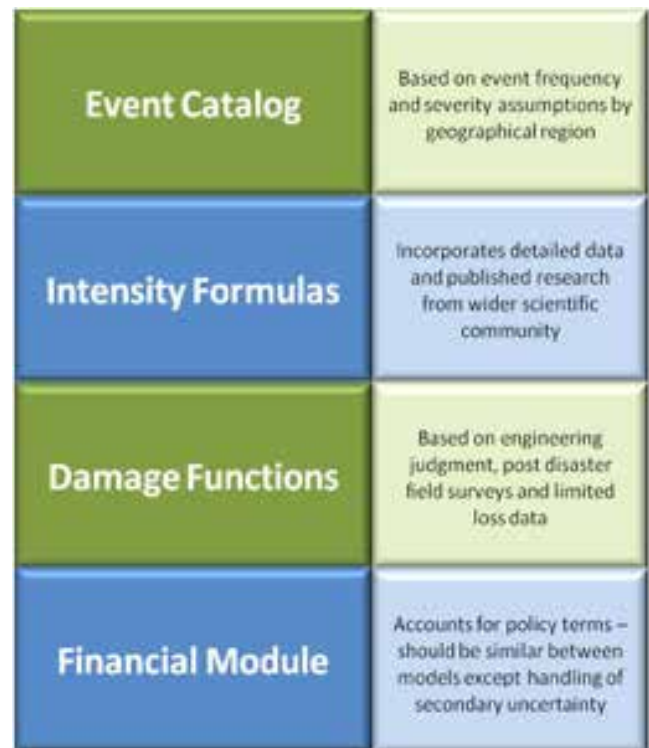 Event Catalog
Based on event frequency
and severity assumptions by
geographical region
Intensity Formulas
Incorporates detailed data
and published research
from wider scientific
community
Damage Functions
Based on engineering
judgment, post disaster
field surveys and limited
loss data
Financial Module
Accounts for policy terms –
should be similar between
models except handling of
secondary uncertainty